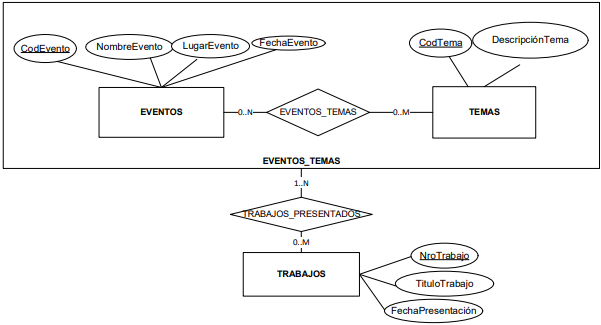 CodEvento
NombreEvento
LugarEvento
FechaEvento
CodTema
DescripciónTema
EVENTOS
0..N
EVENTOS_TEMAS
0..M
TEMAS
EVENTOS_TEMAS
1..N
TRABAJOS_PRESENTADOS
0..M
TRABAJOS
NroTrabajo
TituloTrabajo
FechaPresentación